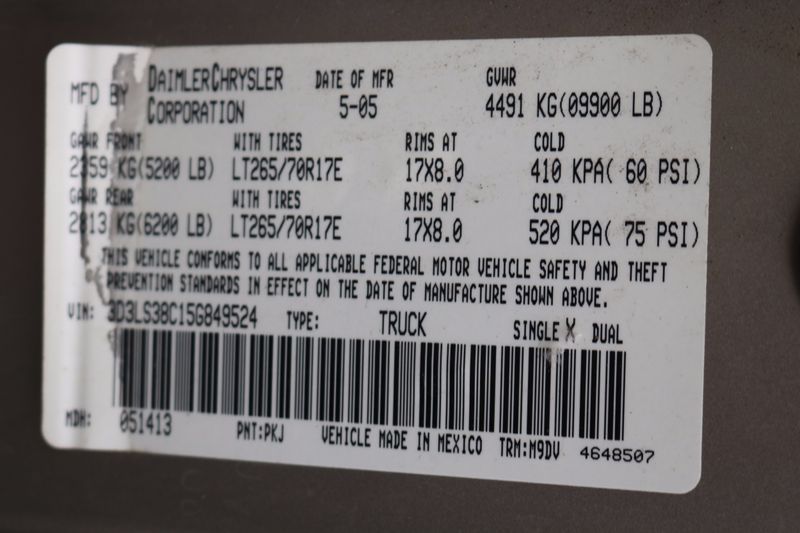 MFD BY DAIMLERCHRYSLER CORPORATION DATE OF MFR 5-05 GVWR 4491 KG(09900 LB)
GAWR FRONT WITH TIRES RIMS AT COLD
2359 KG(5200 LB) LT265/70R17E 17X8.0 410 KPA( 60 PSI)
GAWR REAR WITH TIRES RIMS AT COLD
2813 KG(6200 LB) LT265/70R17E 17X8.0 520 KPA( 75 PSI)
THIS VEHICLE CONFORMS TO ALL APPLICABLE FEDERAL MOTOR VEHICLE SAFETY AND THEFT
PREVENTION STANDARDS IN EFFECT ON THE DATE OF MANUFACTURE SHOWN ABOVE.
VIN: 3D3LS38C15G849524 TYPE: TRUCK SINGLE X DUAL
MDH: 051413 PNT:PKJ VEHICLE MADE IN MEXICO TRM:M9DV 4648507